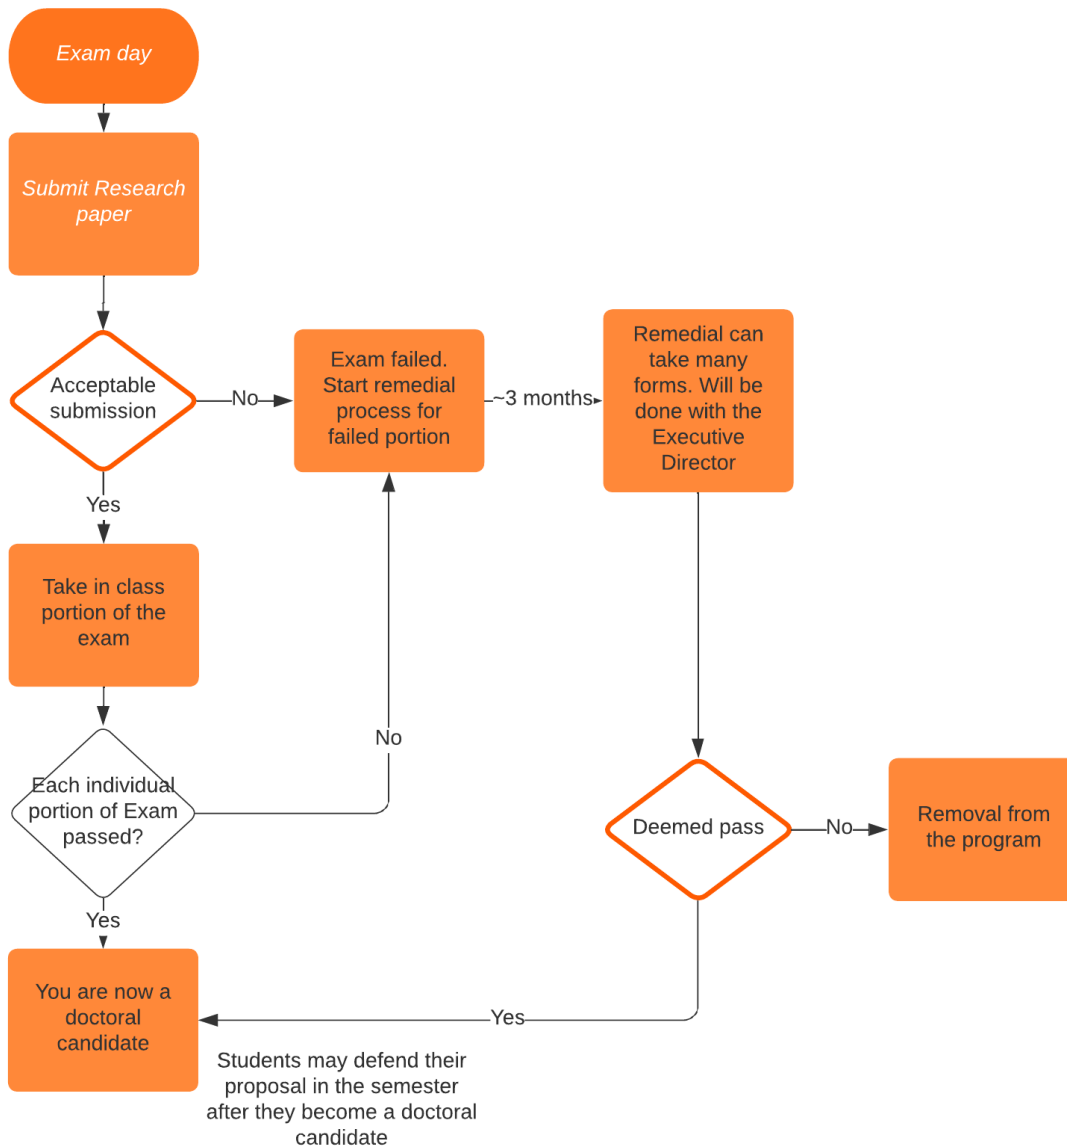 Exam day
Submit Research
paper
Acceptable
submission
No
Exam failed.
Start remedial
process for
failed portion
~3 months
Remedial can
take many
forms. Will be
done with the
Executive
Director
Yes
Take in class
portion of the
exam
No
Each individual
portion of Exam
passed?
Deemed pass
No
Removal from
the program
Yes
You are now a
doctoral
candidate
Yes
Students may defend their
proposal in the semester
after they become a doctoral
candidate